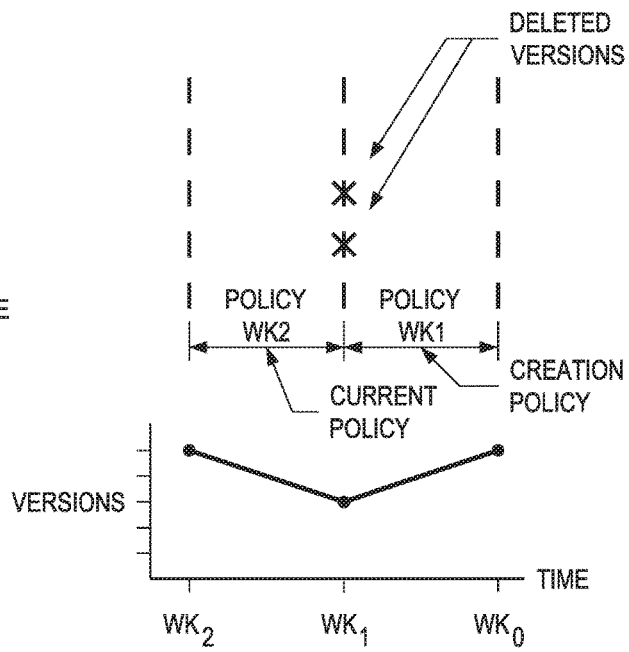 DELETED
VERSIONS
E
POLICY
WK2
POLICY
WK1
CURRENT
POLICY
CREATION
POLICY
VERSIONS
TIME
WK2
WK1
WK0